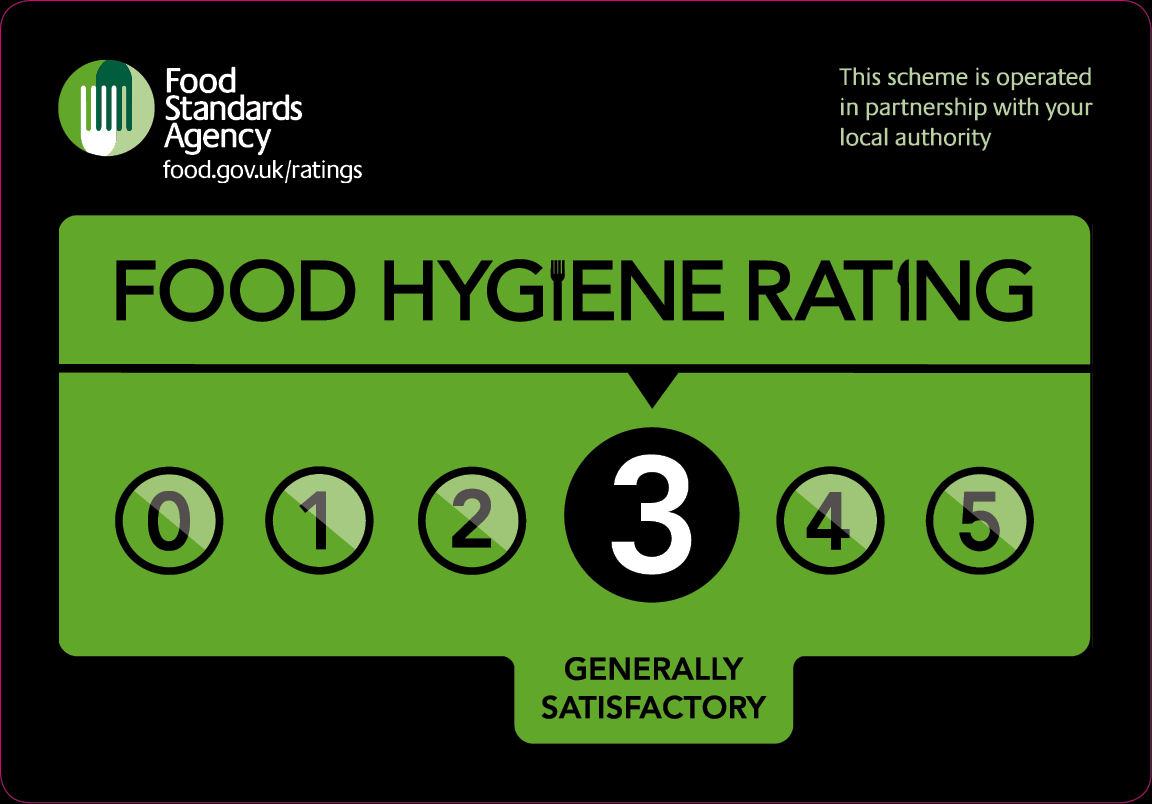 Food
Standards
Agency
food.gov.uk/ratings
This scheme is operated
in partnership with your
local authority
FOOD HYGIENE RATING
0 1 2 3 4 5
GENERALLY
SATISFACTORY